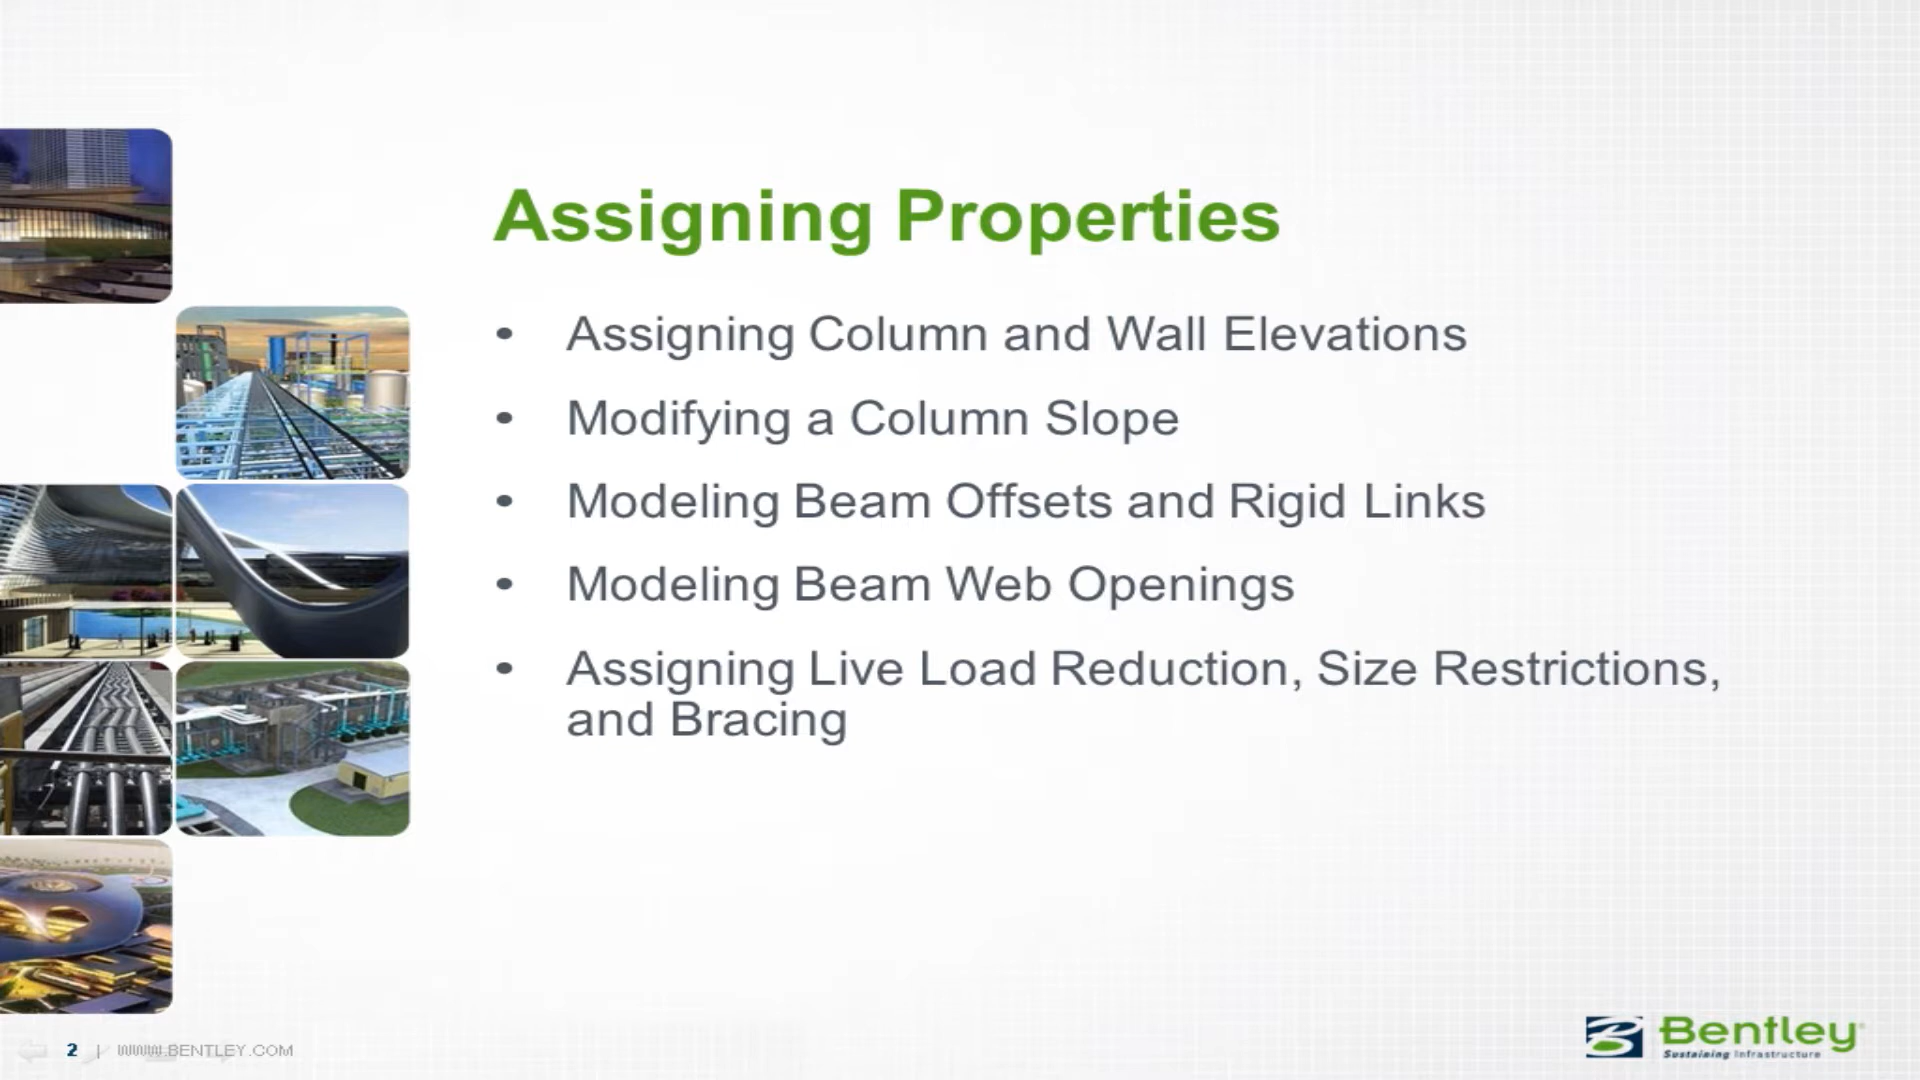 Assigning Properties
• Assigning Column and Wall Elevations
• Modifying a Column Slope
• Modeling Beam Offsets and Rigid Links
• Modeling Beam Web Openings
• Assigning Live Load Reduction, Size Restrictions,
and Bracing
2 | WWW.BENTLEY.COM
Bentley
Sustaining Infrastructure